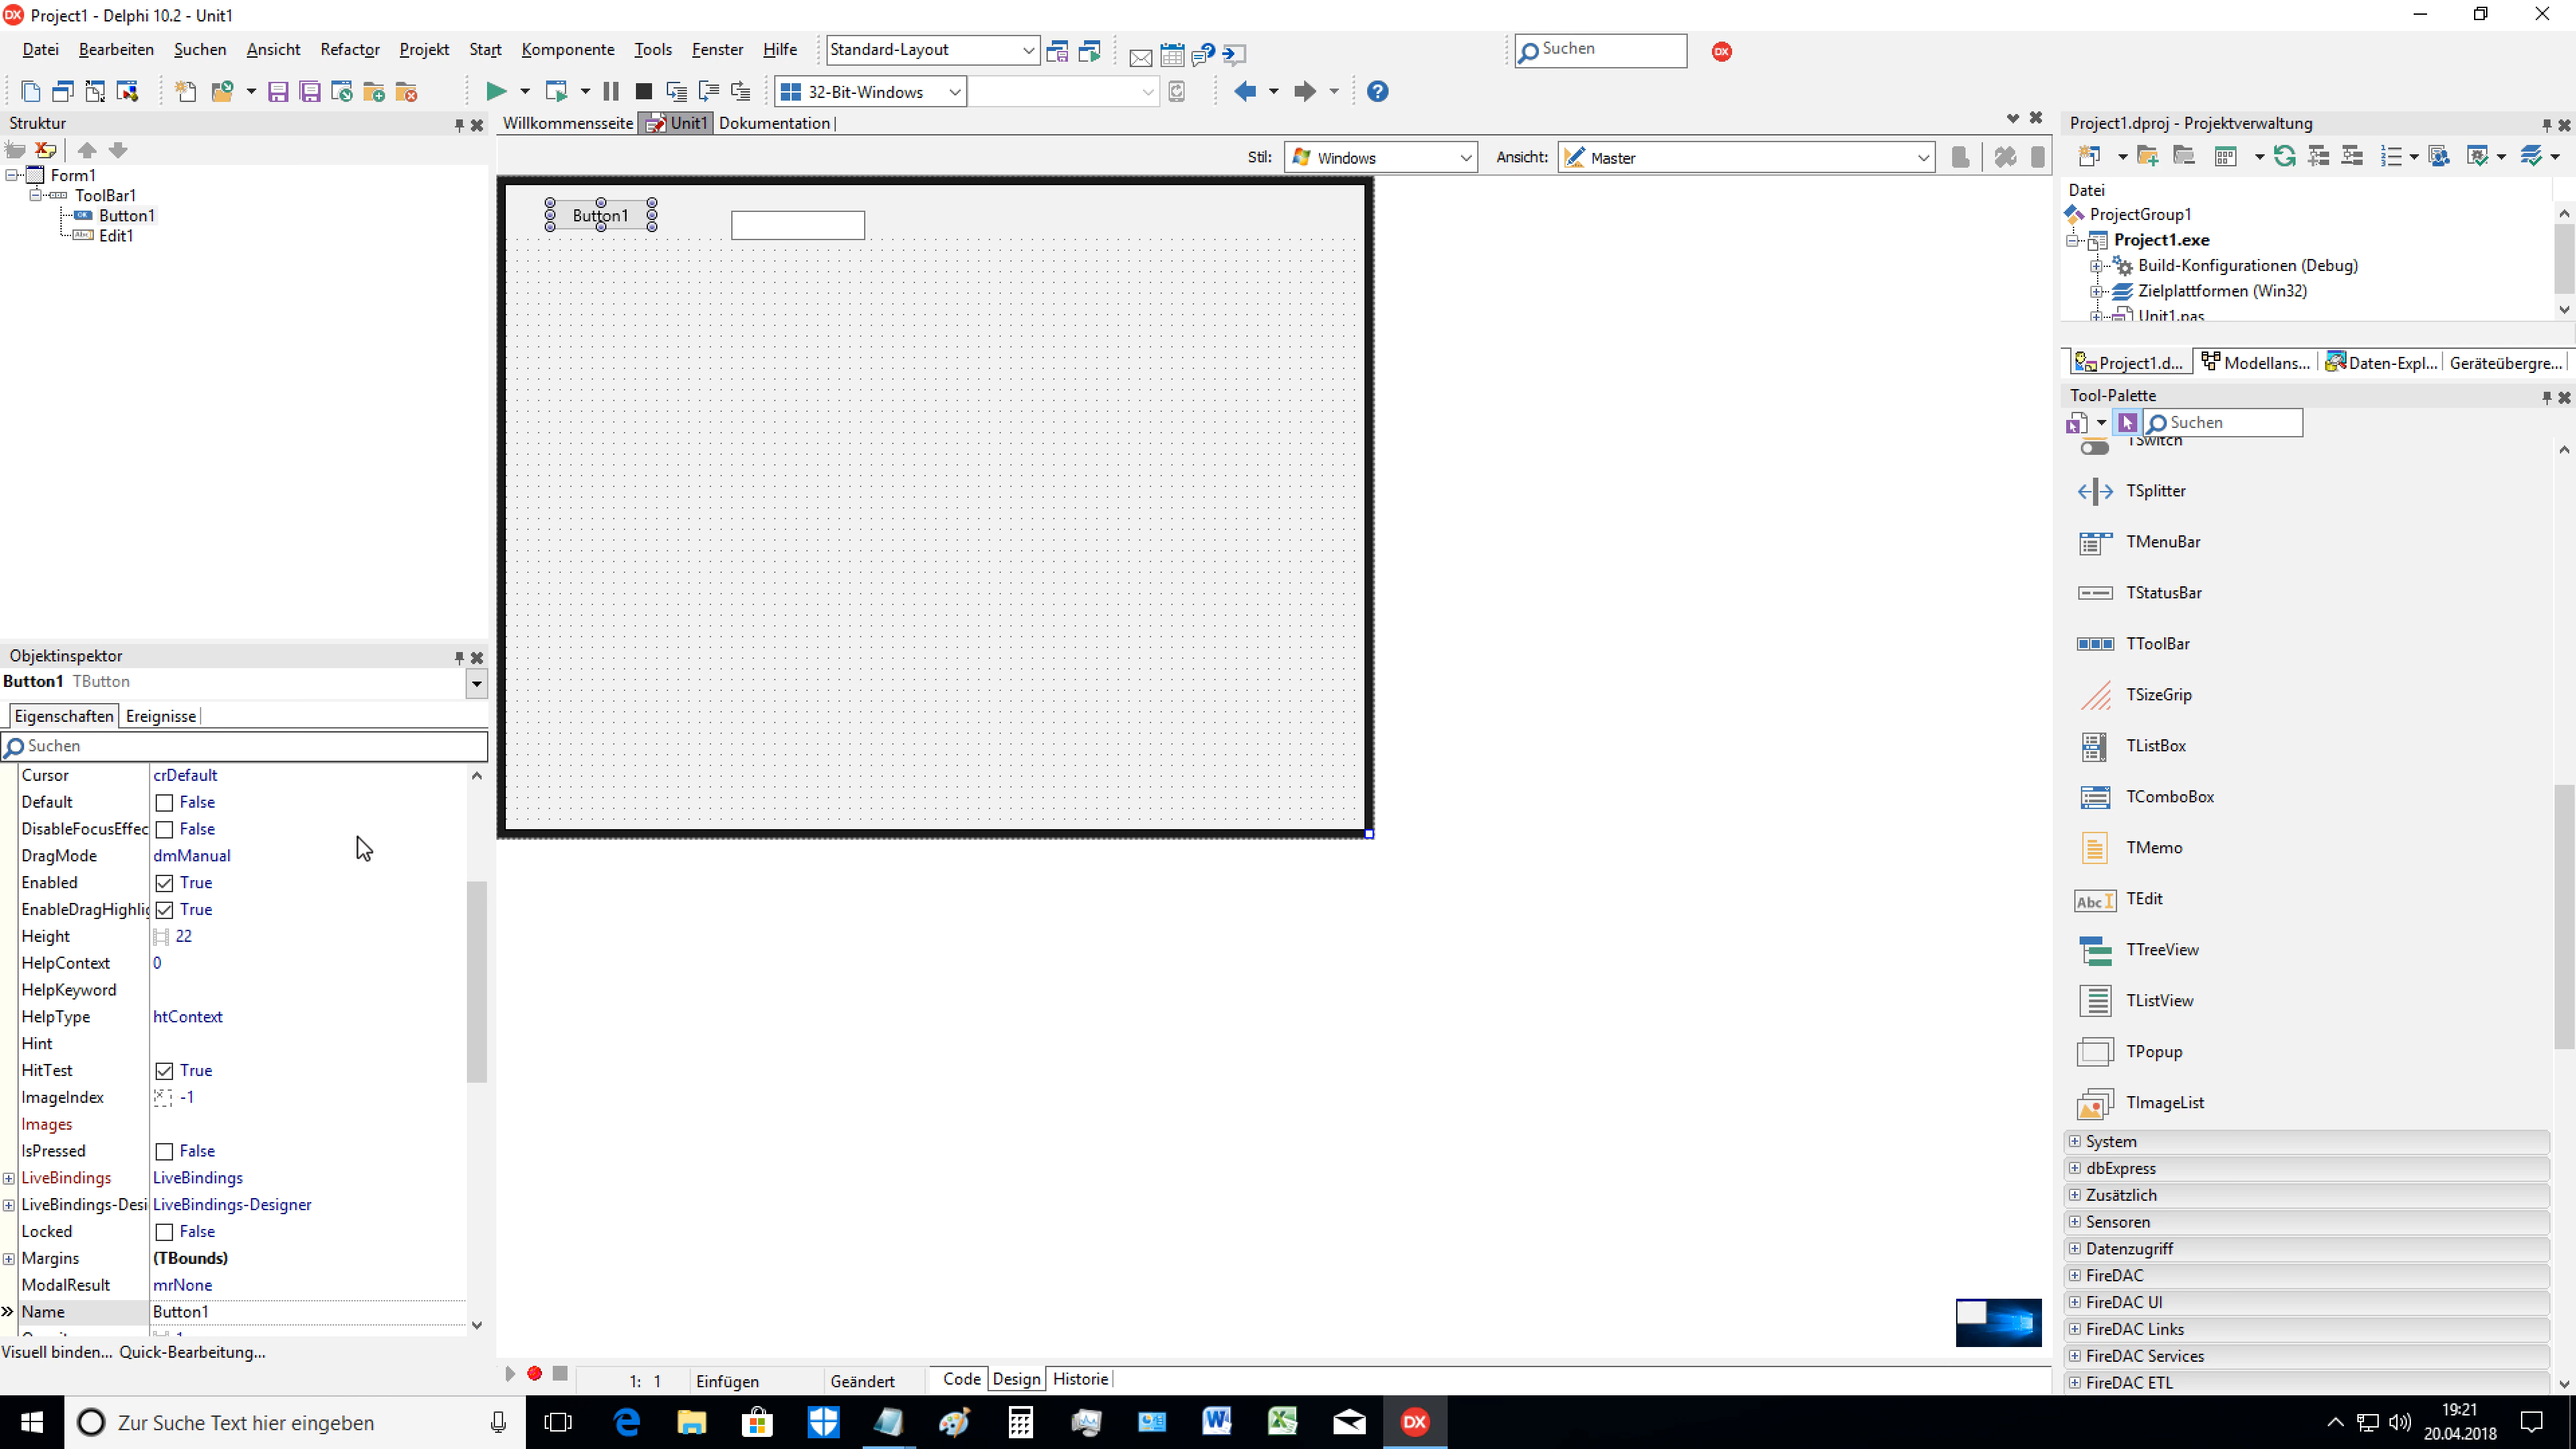 Project1 - Delphi 10.2 - Unit1
Datei Bearbeiten Suchen Ansicht Refactor Projekt Start Komponente Tools Fenster Hilfe Standard-Layout Suchen
32-Bit-Windows
Struktur
Form1
ToolBar1
Button1
Edit1
Objektinspektor
Button1 TButton
Eigenschaften Ereignisse
Suchen
Cursor crDefault
Default False
DisableFocusEffec False
DragMode dmManual
Enabled True
EnableDragHighlig True
Height 22
HelpContext 0
HelpKeyword
HelpType htContext
Hint
HitTest True
ImageIndex -1
Images
IsPressed False
LiveBindings LiveBindings
LiveBindings-Desi LiveBindings-Designer
Locked False
Margins (TBounds)
ModalResult mrNone
Name Button1
Visuell binden... Quick-Bearbeitung...
Willkommensseite Unit1 Dokumentation
Stil: Windows Ansicht: Master
Button1
1: 1 Einfügen Geändert Code Design Historie
Project1.dproj - Projektverwaltung
Datei
ProjectGroup1
Project1.exe
Build-Konfigurationen (Debug)
Zielplattformen (Win32)
Unit1.pas
Project1.d... Modellans... Daten-Expl... Geräteübergre...
Tool-Palette
Suchen
TSwitch
TSplitter
TMenuBar
TStatusBar
TToolBar
TSizeGrip
TListBox
TComboBox
TMemo
TEdit
TTreeView
TListView
TPopup
TImageList
System
dbExpress
Zusätzlich
Sensoren
Datenzugriff
FireDAC
FireDAC UI
FireDAC Links
FireDAC Services
FireDAC ETL
Zur Suche Text hier eingeben
19:21
20.04.2018